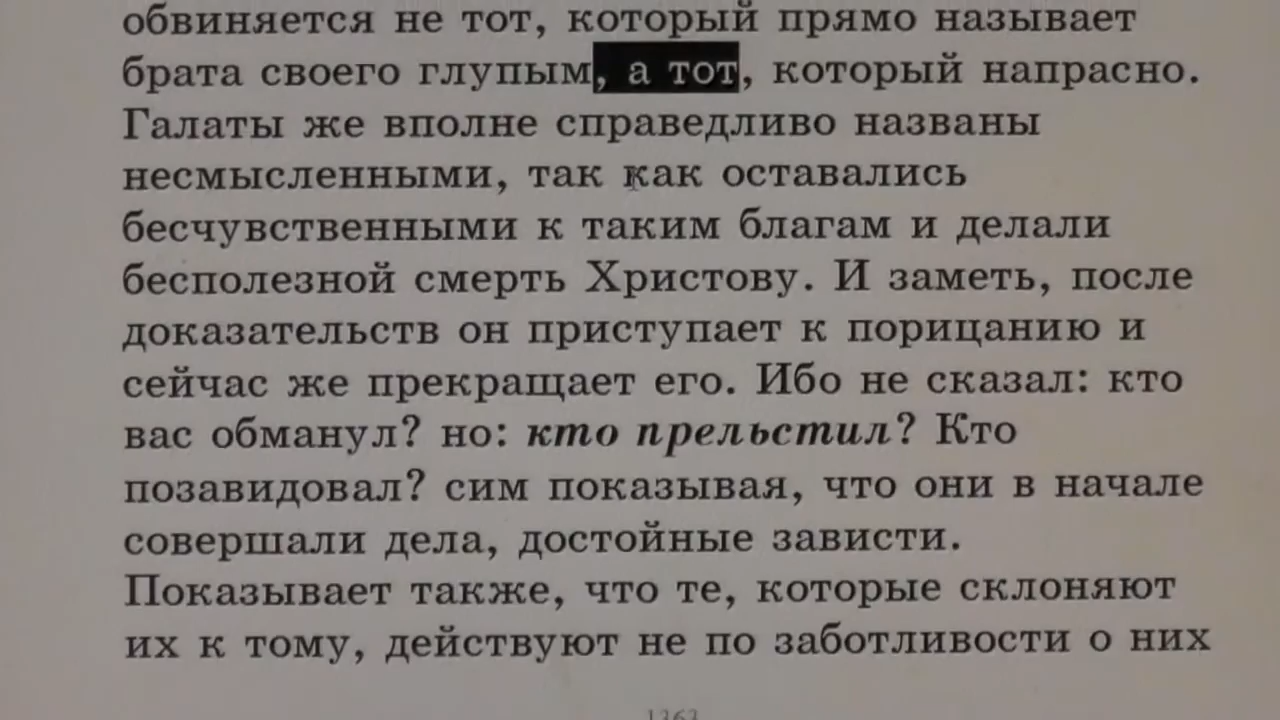 обвиняется не тот, который прямо называет
брата своего глупым, а тот, который напрасно.
Галаты же вполне справедливо названы
несмысленными, так как оставались
бесчувственными к таким благам и делали
бесполезной смерть Христову. И заметь, после
доказательств он приступает к порицанию и
сейчас же прекращает его. Ибо не сказал: кто
вас обманул? но: кто прельстил? Кто
позавидовал? сим показывая, что они в начале
совершали дела, достойные зависти.
Показывает также, что те, которые склоняют
их к тому, действуют не по заботливости о них